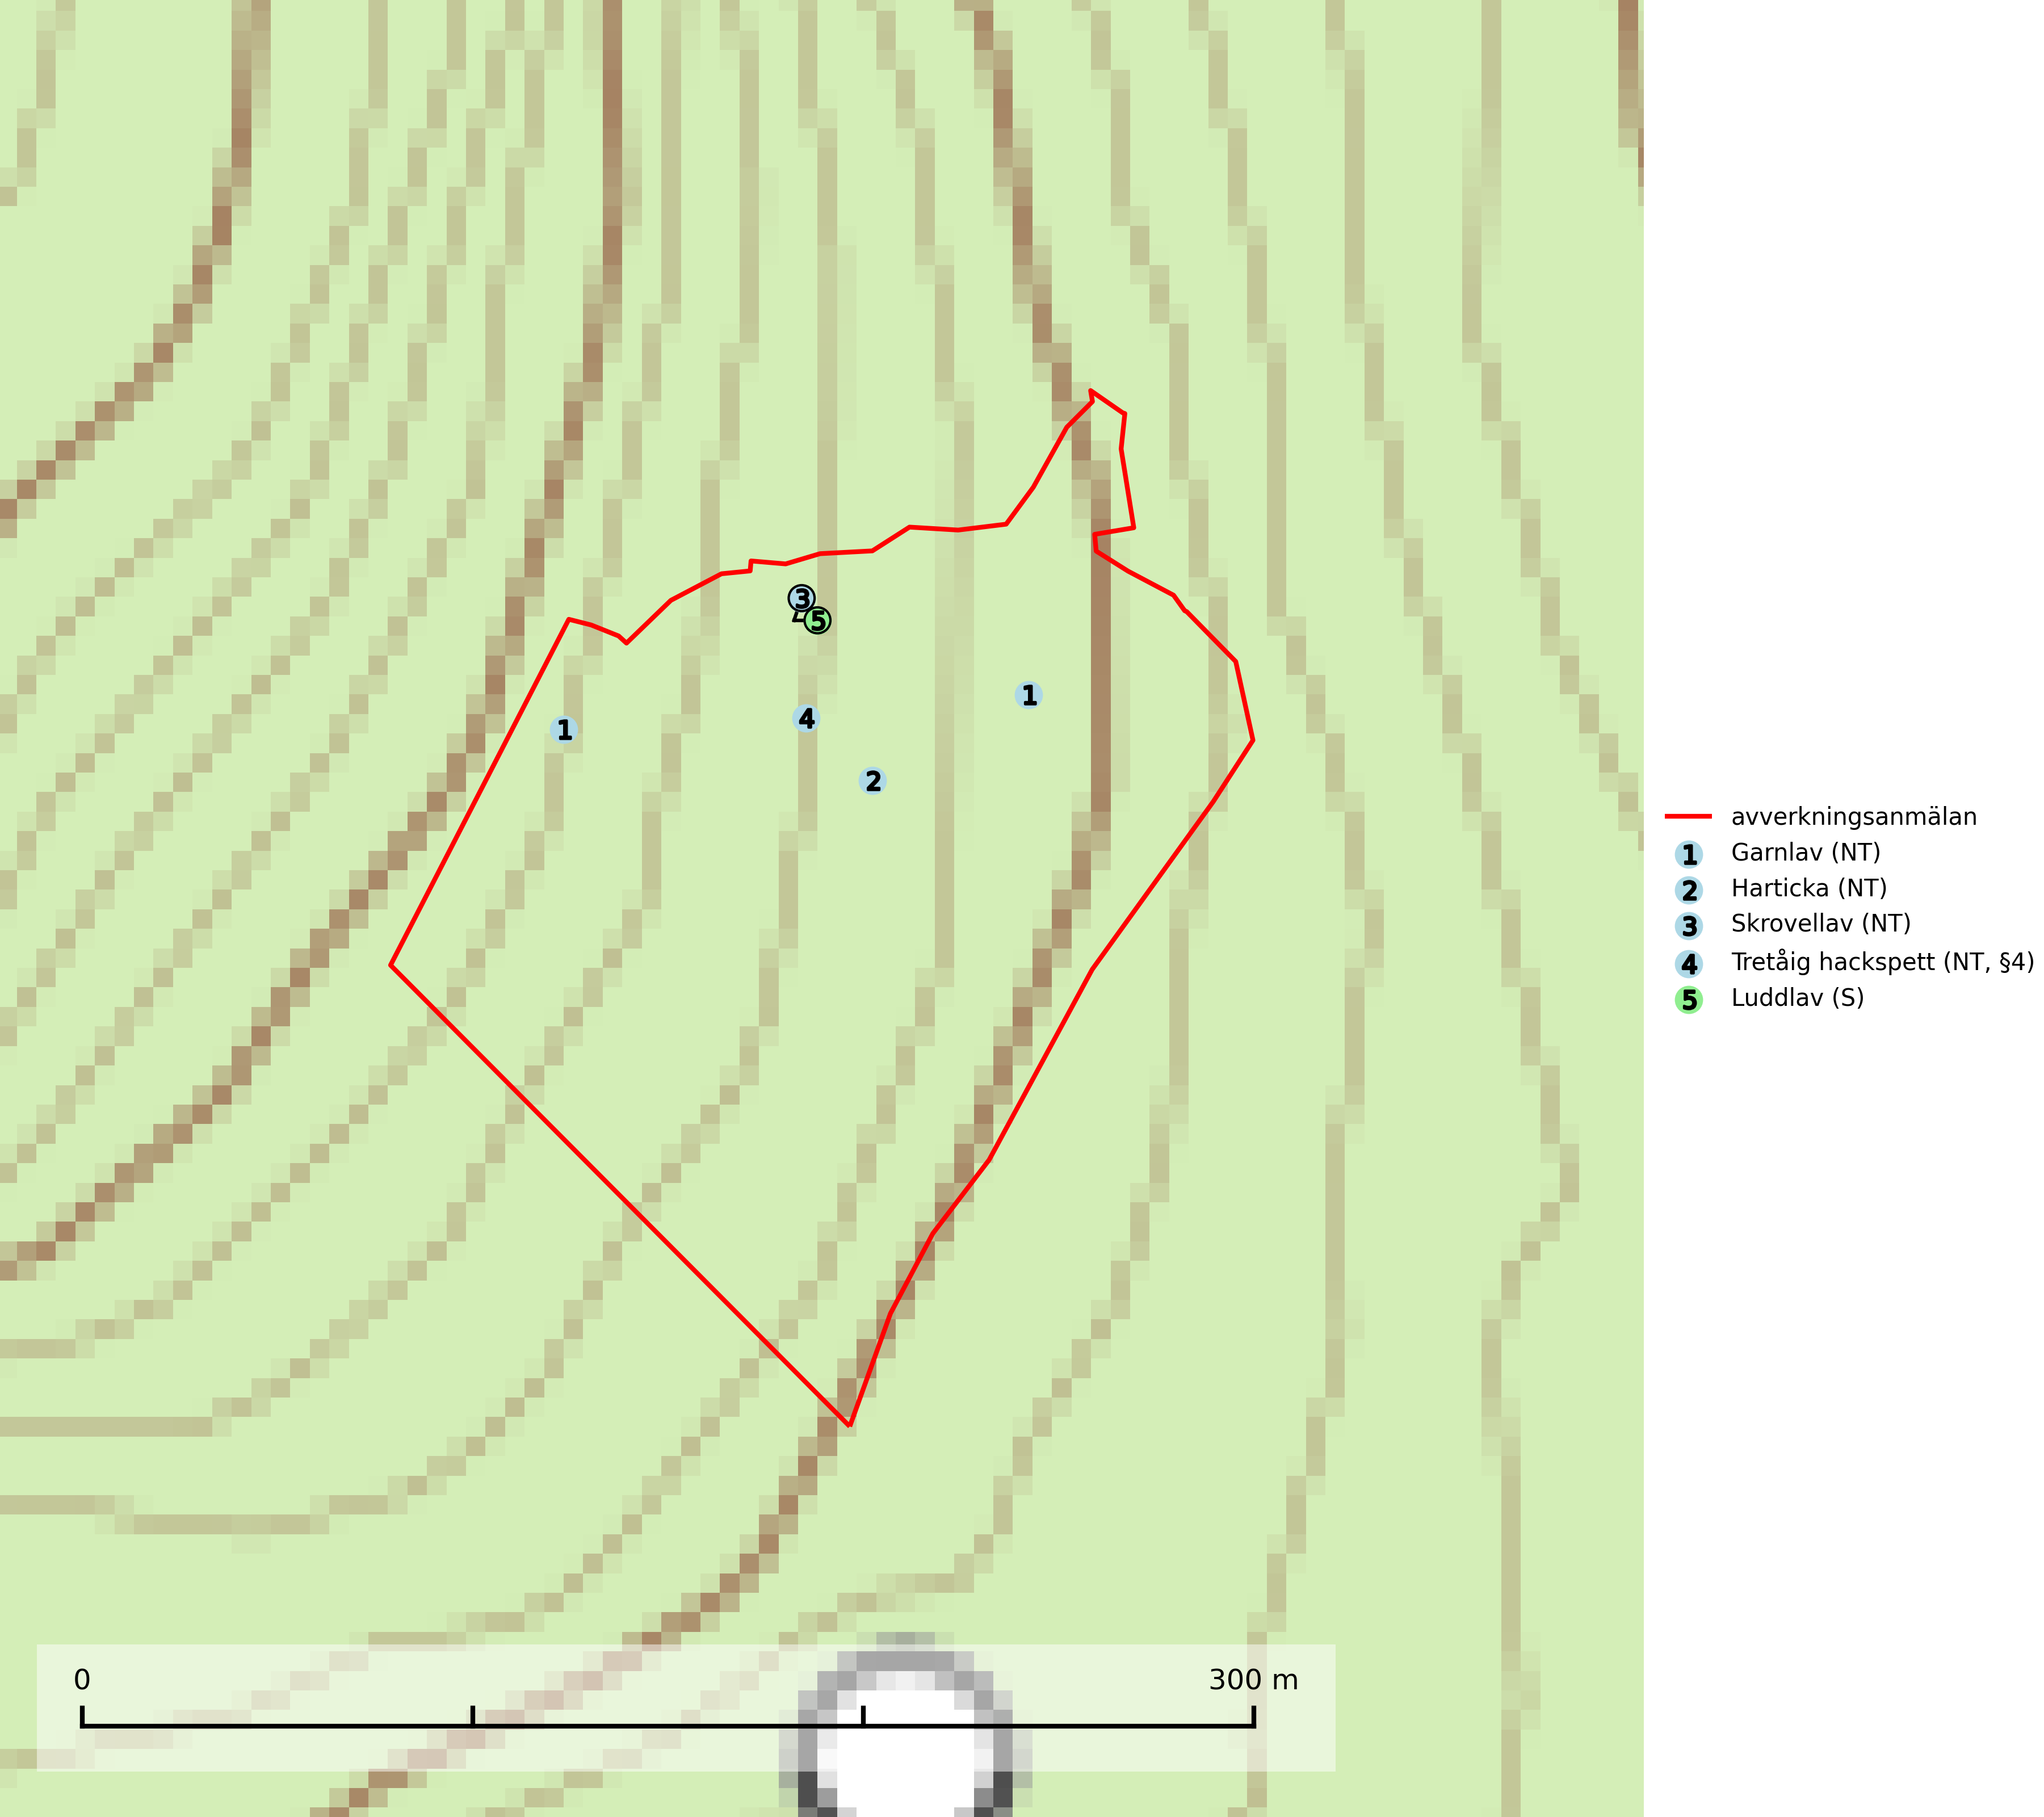 3
5
1
4
1
2
avverkningsanmälan
1 Garnlav (NT)
2 Harticka (NT)
3 Skrovellav (NT)
4 Tretåig hackspett (NT, §4)
5 Luddlav (S)
0 300 m